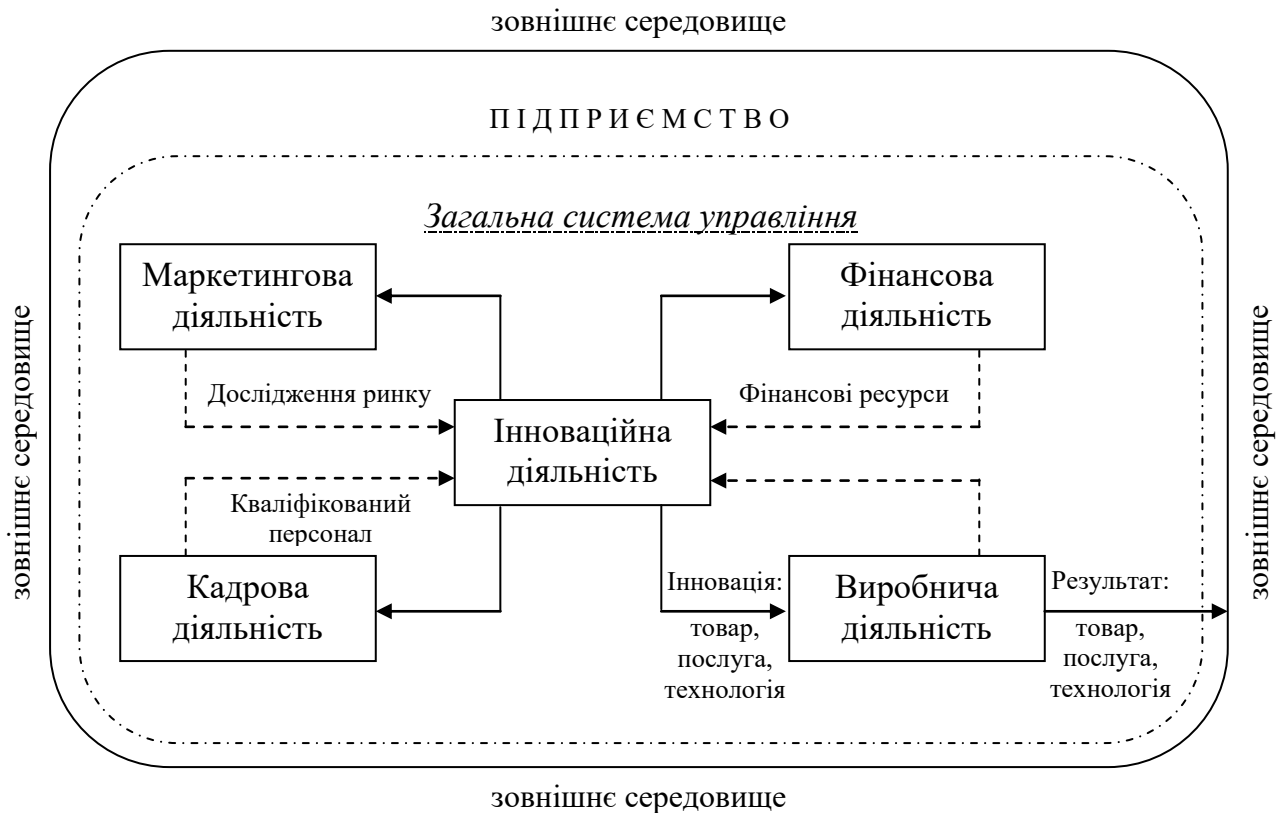 зовнішнє середовище
ПІДПРИЄМСТВО
Загальна система управління
Маркетингова
діяльність
Фінансова
діяльність
Дослідження ринку
Фінансові ресурси
Інноваційна
діяльність
Кваліфікований
персонал
Кадрова
діяльність
Інновація:
товар,
послуга,
технологія
Виробнича
діяльність
Результат:
товар,
послуга,
технологія
зовнішнє середовище
зовнішнє середовище
зовнішнє середовище